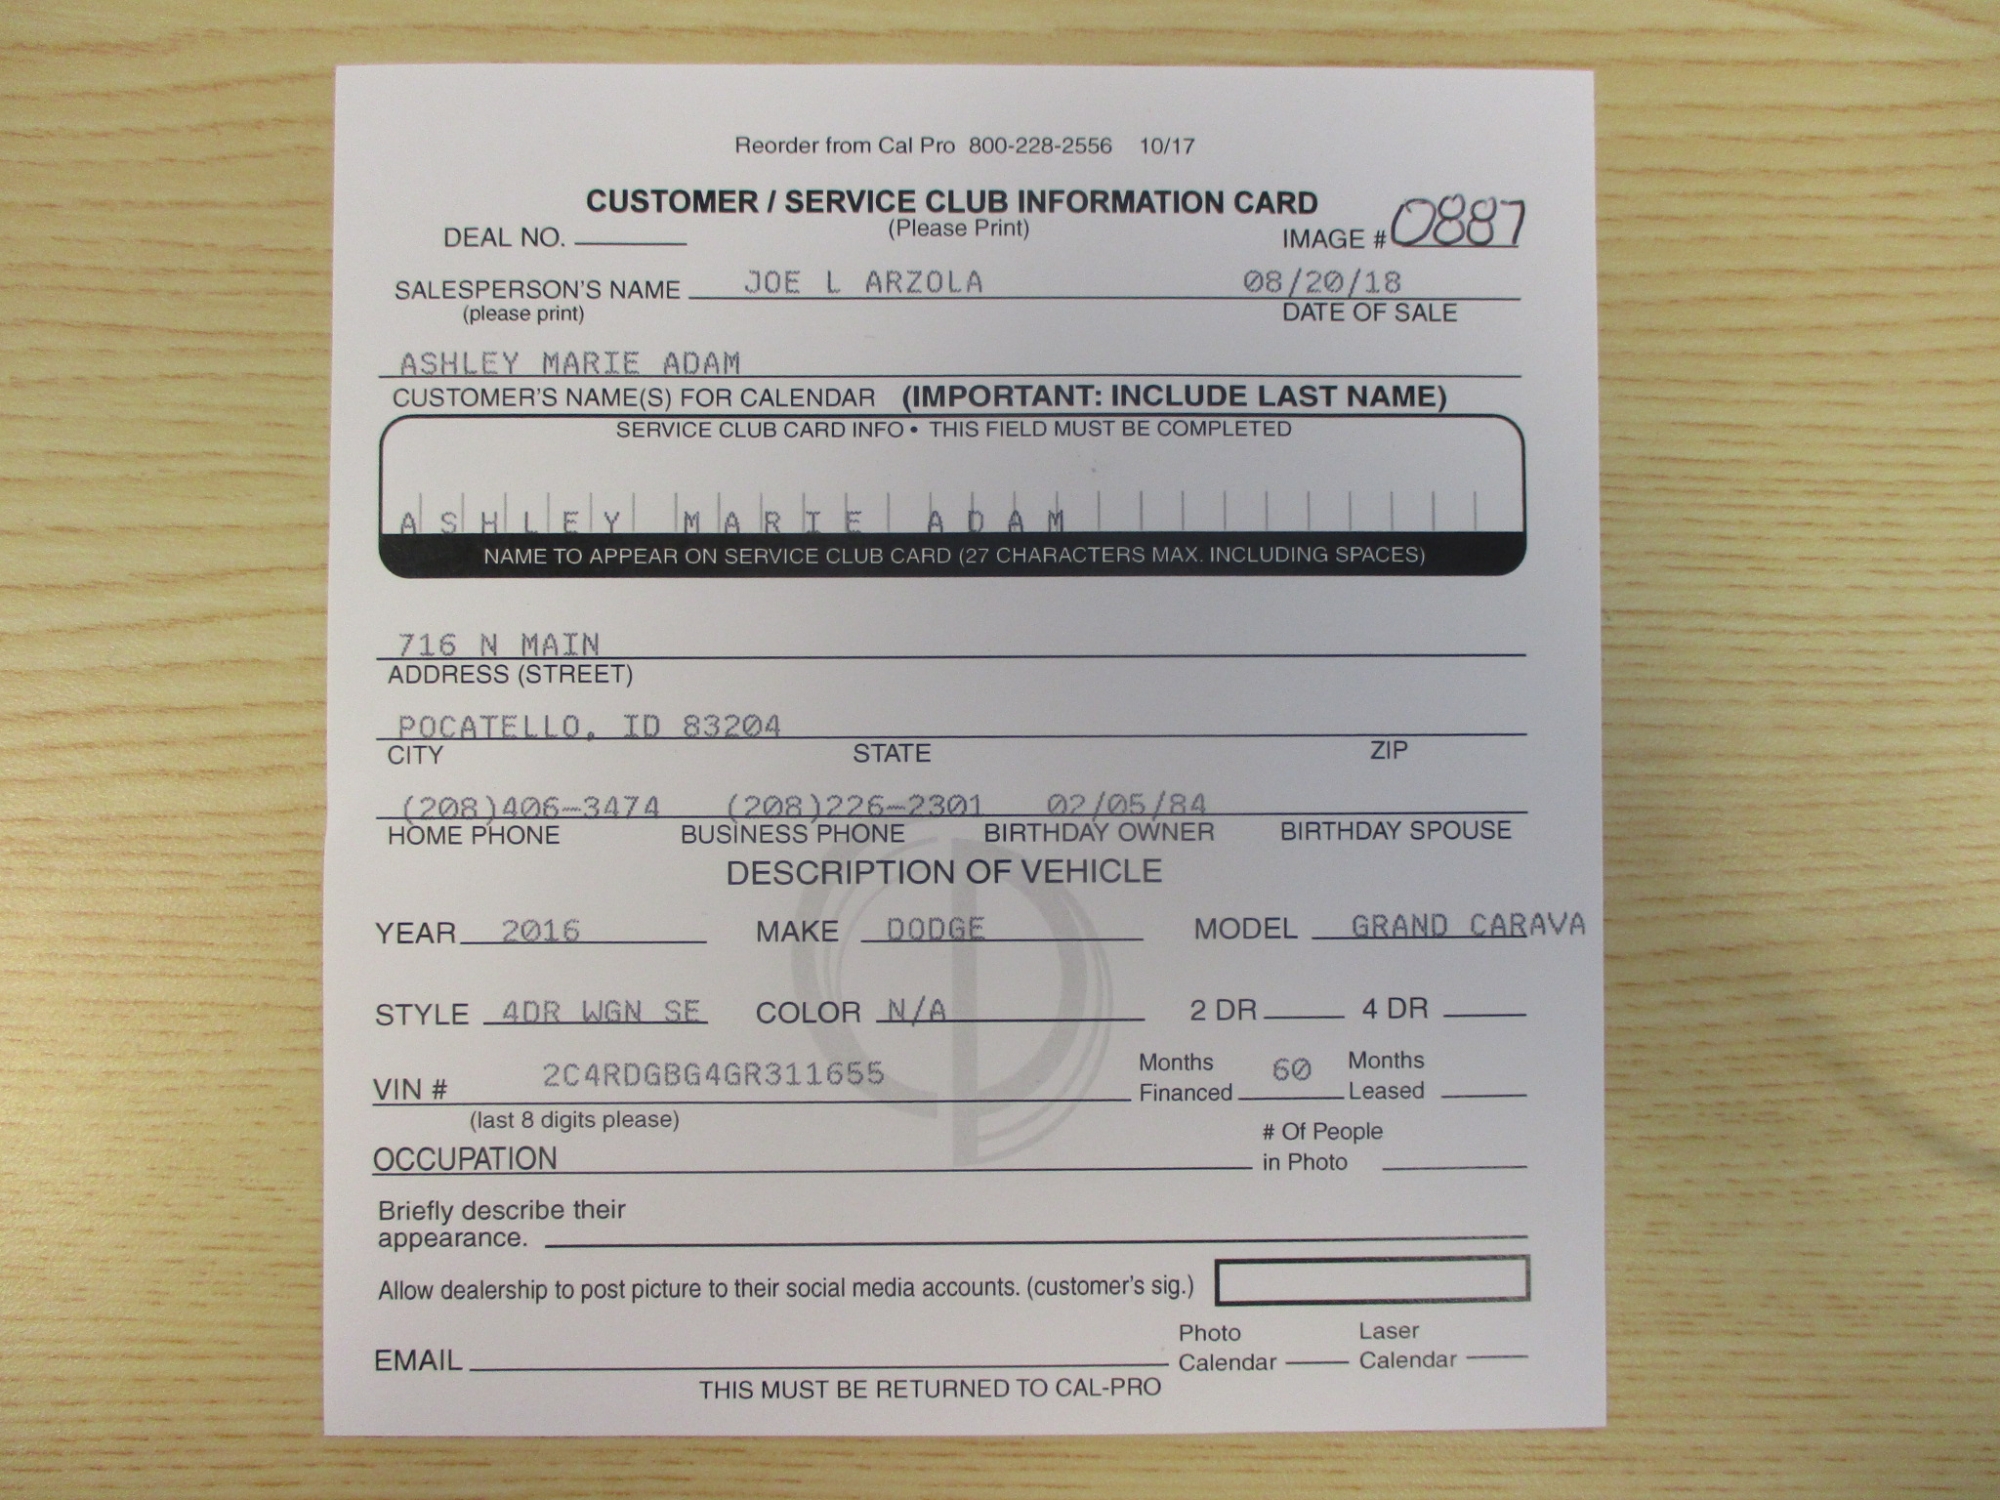 Reorder from Cal Pro 800-228-2556 10/17
CUSTOMER / SERVICE CLUB INFORMATION CARD
(Please Print)
DEAL NO. IMAGE # 0887
SALESPERSON'S NAME JOE L ARZOLA 08/20/18
(please print) DATE OF SALE
ASHLEY MARIE ADAM
CUSTOMER'S NAME(S) FOR CALENDAR (IMPORTANT: INCLUDE LAST NAME)
SERVICE CLUB CARD INFO • THIS FIELD MUST BE COMPLETED
ASHLEY MARIE ADAM
NAME TO APPEAR ON SERVICE CLUB CARD (27 CHARACTERS MAX. INCLUDING SPACES)
716 N MAIN
ADDRESS (STREET)
POCATELLO, ID 83204
CITY STATE ZIP
(208)406-3474 (208)226-2301 02/05/84
HOME PHONE BUSINESS PHONE BIRTHDAY OWNER BIRTHDAY SPOUSE
DESCRIPTION OF VEHICLE
YEAR 2016 MAKE DODGE MODEL GRAND CARAVA
STYLE 4DR WGN SE COLOR N/A 2 DR 4 DR
VIN # 2C4RDGBG4GR311655 Months Financed 60 Months Leased
(last 8 digits please)
OCCUPATION # Of People in Photo
Briefly describe their
appearance.
Allow dealership to post picture to their social media accounts. (customer's sig.)
EMAIL Photo Calendar Laser Calendar
THIS MUST BE RETURNED TO CAL-PRO